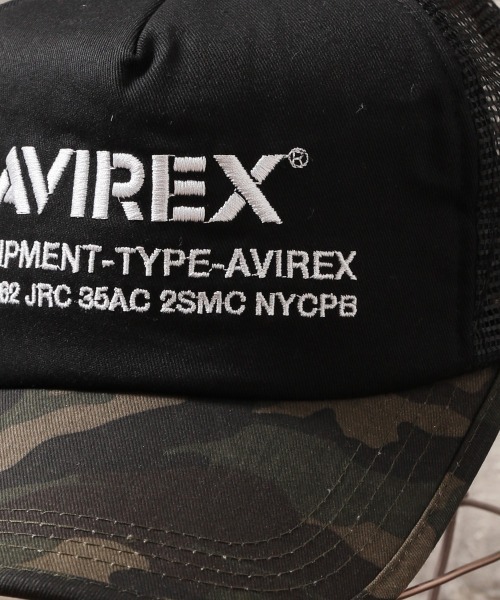 AVIREX®
IPMENT-TYPE-AVIREX
62 JRC 35AC 2SMC NYCPB